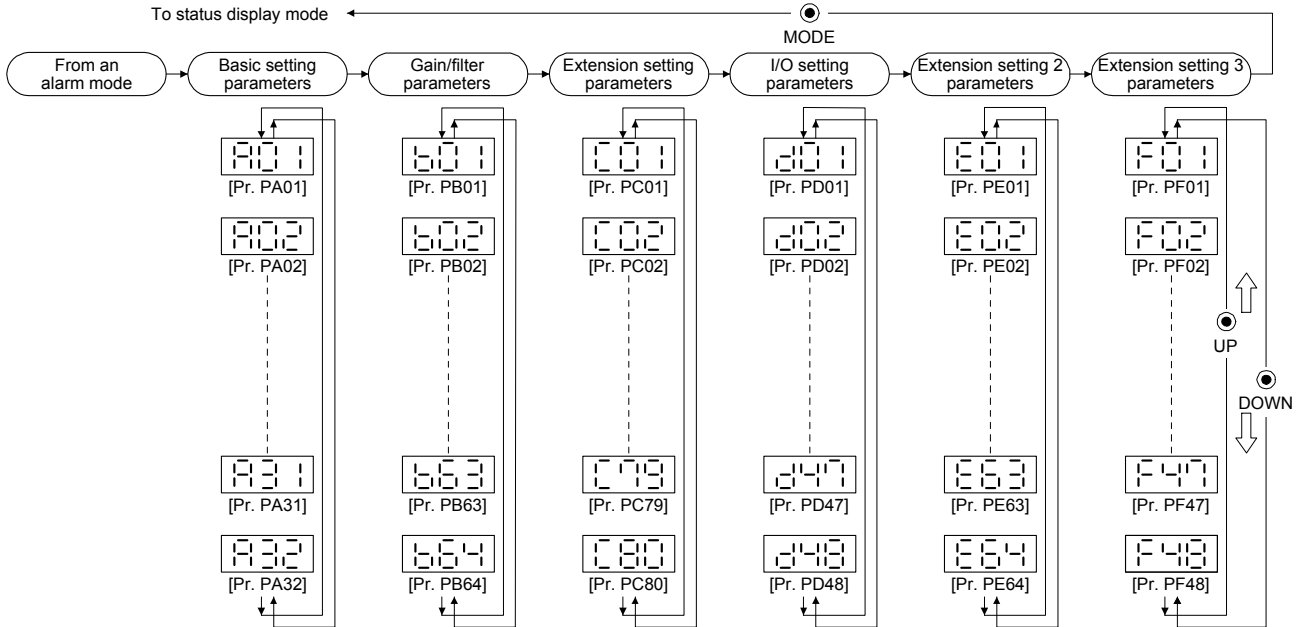 To status display mode
MODE
From an
alarm mode
Basic setting
parameters
Gain/filter
parameters
Extension setting
parameters
I/O setting
parameters
Extension setting 2
parameters
Extension setting 3
parameters
A01 b01 C01 d01 E01 F01
[Pr. PA01] [Pr. PB01] [Pr. PC01] [Pr. PD01] [Pr. PE01] [Pr. PF01]
A02 b02 C02 d02 E02 F02
[Pr. PA02] [Pr. PB02] [Pr. PC02] [Pr. PD02] [Pr. PE02] [Pr. PF02]
UP
DOWN
A31 b63 C79 d47 E63 F47
[Pr. PA31] [Pr. PB63] [Pr. PC79] [Pr. PD47] [Pr. PE63] [Pr. PF47]
A32 b64 C80 d48 E64 F48
[Pr. PA32] [Pr. PB64] [Pr. PC80] [Pr. PD48] [Pr. PE64] [Pr. PF48]